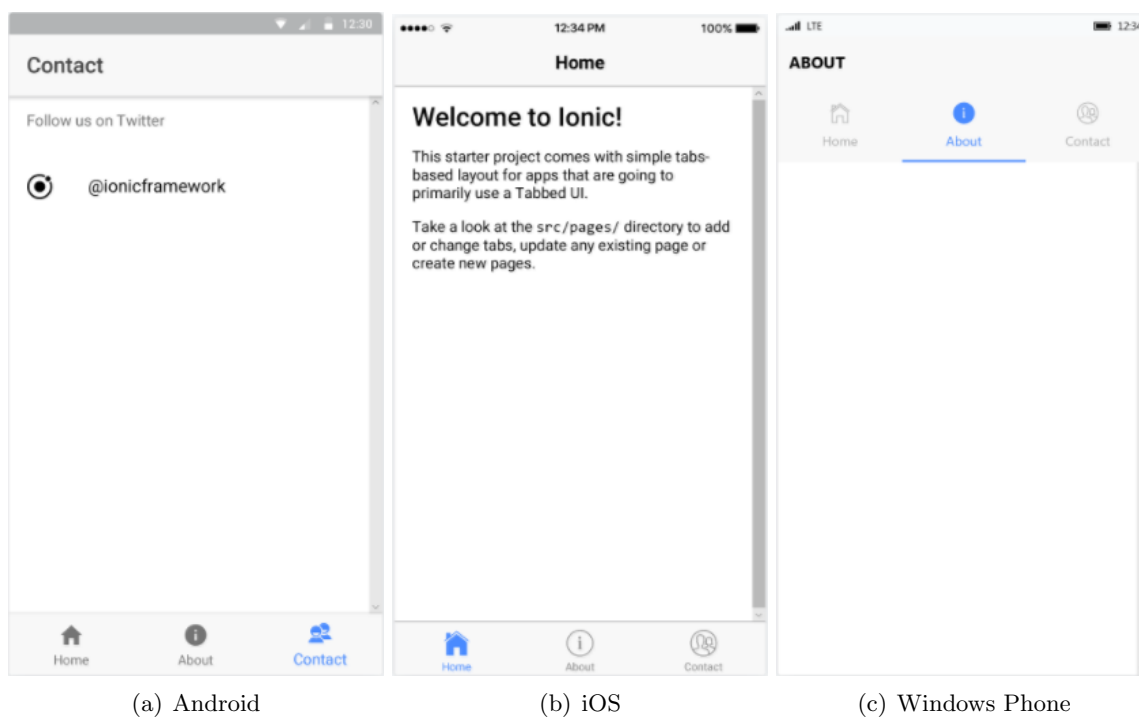 12:30
Contact
Follow us on Twitter
@ionicframework
Home About Contact
(a) Android
12:34 PM 100%
Home
Welcome to Ionic!
This starter project comes with simple tabs-
based layout for apps that are going to
primarily use a Tabbed UI.
Take a look at the src/pages/ directory to add
or change tabs, update any existing page or
create new pages.
Home About Contact
(b) iOS
LTE 12:34
ABOUT
Home About Contact
(c) Windows Phone